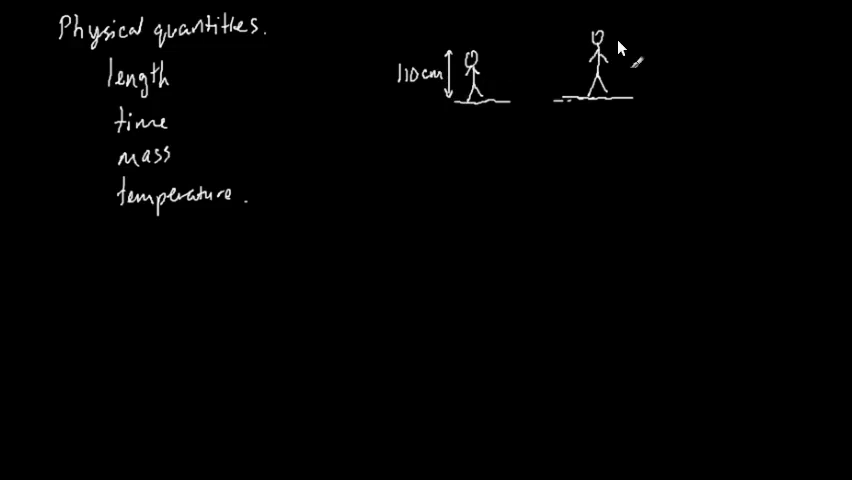 Physical quantities.
length
time
mass
temperature.
110cm